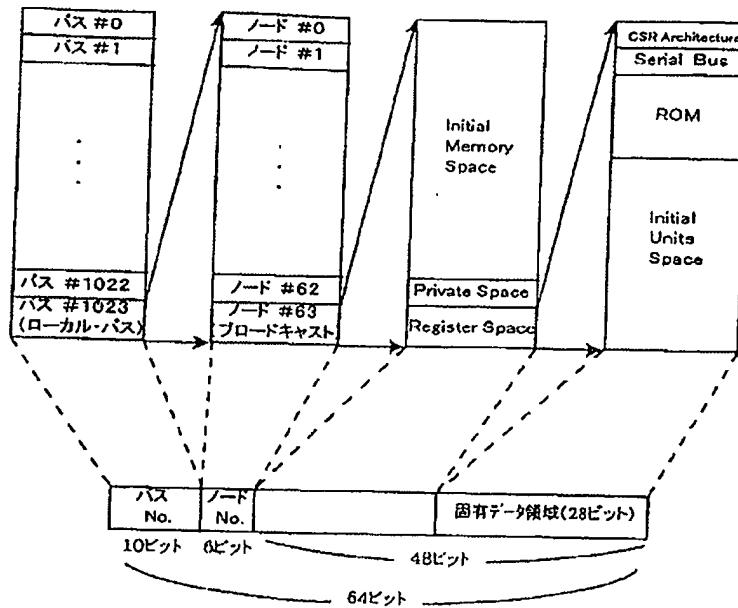 バス #0
バス #1
バス #1022
バス #1023
(ローカル・バス)
ノード #0
ノード #1
ノード #62
ノード #63
(ブロードキャスト
Initial
Memory
Space
Private Space
Register Space
CSR Architecture
Serial Bus
ROM
Initial
Units
Space
バス
No.
ノード
No.
固有データ領域(28ビット)
10ビット
6ビット
48ビット
64ビット